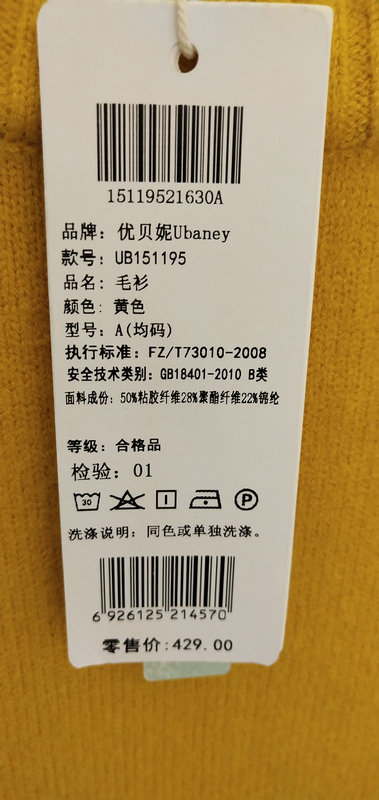 15119521630A
品牌：优贝妮Ubaney
款号：UB151195
品名：毛衫
颜色：黄色
型号：A(均码)
执行标准：FZ/T73010-2008
安全技术类别：GB18401-2010 B类
面料成份：50%粘胶纤维28%聚酯纤维22%锦纶
等级：合格品
检验：01
30
P
洗涤说明：同色或单独洗涤。
6 926125 214570
零售价:429.00